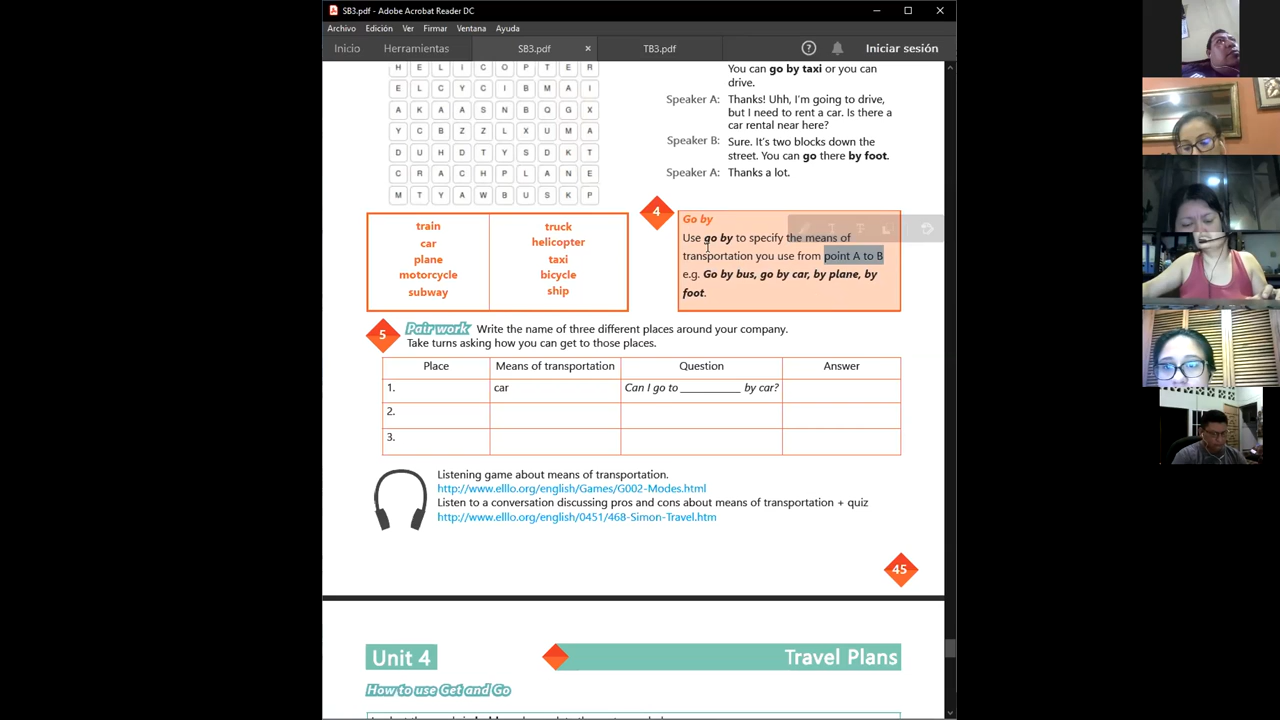 SB3.pdf - Adobe Acrobat Reader DC
Archivo Edición Ver Firmar Ventana Ayuda
Inicio Herramientas SB3.pdf × TB3.pdf Iniciar sesión
H E L I C O P T E R
E L C Y C I B M A I
A K A A S N B Q G X
Y C B Z Z L X U M A
D U H D T Y S D K T
C R A C H P L A N E
M T Y A W B U S K P
You can go by taxi or you can
drive.
Speaker A: Thanks! Uhh, I'm going to drive,
but I need to rent a car. Is there a
car rental near here?
Speaker B: Sure. It's two blocks down the
street. You can go there by foot.
Speaker A: Thanks a lot.
train truck
car helicopter
plane taxi
motorcycle bicycle
subway ship
4
Go by
Use go by to specify the means of
transportation you use from point A to B
e.g. Go by bus, go by car, by plane, by
foot.
5 Pair work Write the name of three different places around your company.
Take turns asking how you can get to those places.
Place Means of transportation Question Answer
1. car Can I go to __________ by car?
2.
3.
Listening game about means of transportation.
http://www.elllo.org/english/Games/G002-Modes.html
Listen to a conversation discussing pros and cons about means of transportation + quiz
http://www.elllo.org/english/0451/468-Simon-Travel.htm
45
Unit 4 Travel Plans
How to use Get and Go